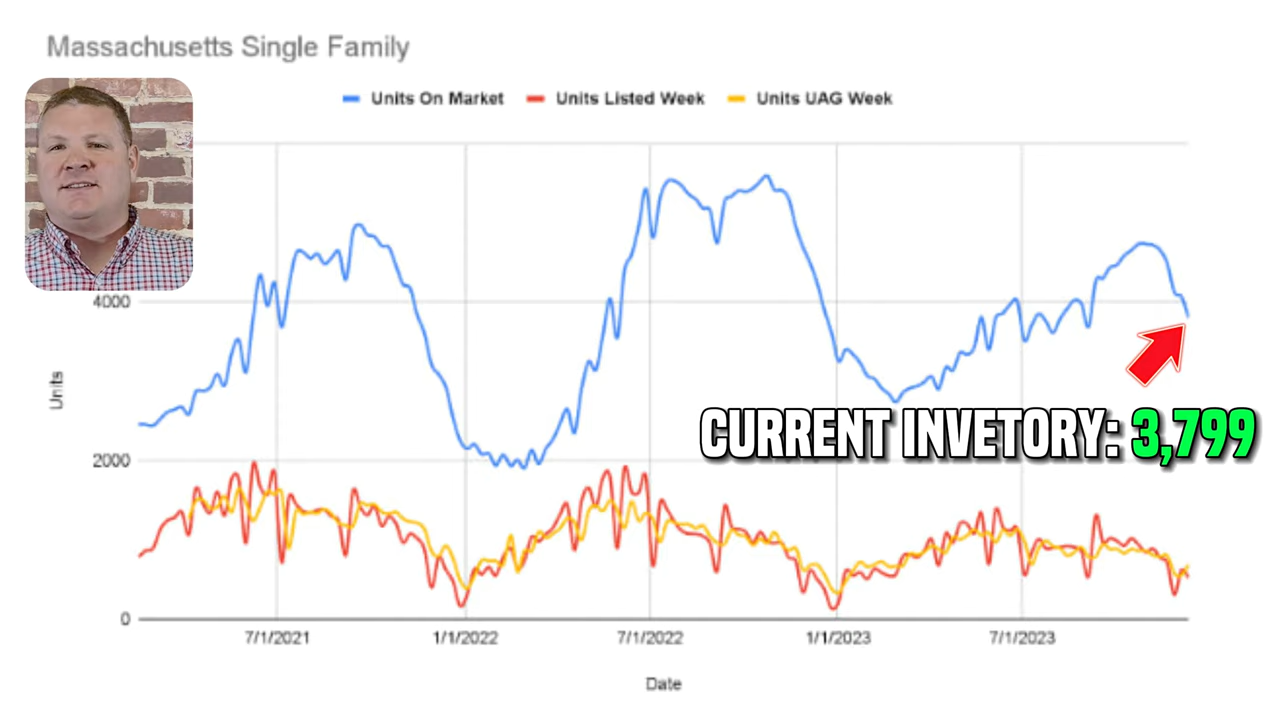 Massachusetts Single Family
Units On Market Units Listed Week Units UAG Week
4000
Units
CURRENT INVETORY: 3,799
2000
0
7/1/2021 1/1/2022 7/1/2022 1/1/2023 7/1/2023
Date